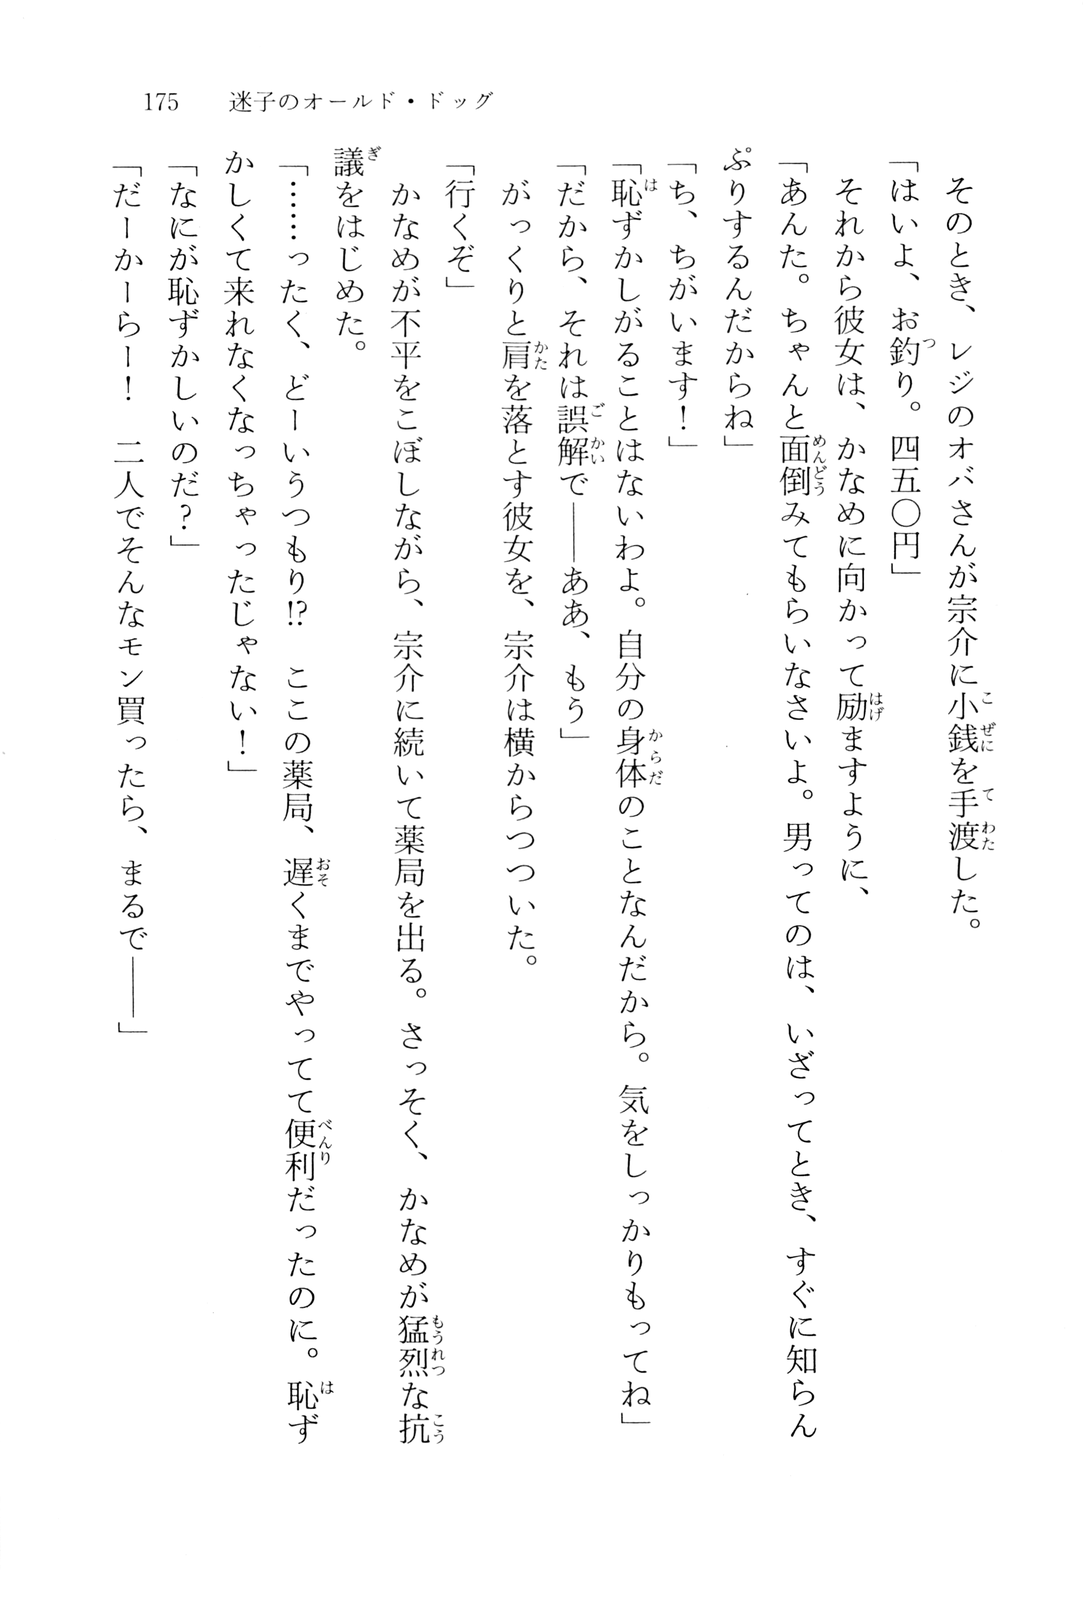 175　迷子のオールド・ドッグ
　そのとき、レジのオバさんが宗介に小銭を手渡した。
「はいよ、お釣り。四五〇円」
　それから彼女は、かなめに向かって励ますように、
「あんた。ちゃんと面倒みてもらいなさいよ。男ってのは、いざってとき、すぐに知らん
ぷりするんだからね」
「ち、ちがいます！」
「恥ずかしがることはないわよ。自分の身体のことなんだから。気をしっかりもってね」
「だから、それは誤解で――ああ、もう」
　がっくりと肩を落とす彼女を、宗介は横からつついた。
「行くぞ」
　かなめが不平をこぼしながら、宗介に続いて薬局を出る。さっそく、かなめが猛烈な抗
議をはじめた。
「……ったく、どーいうつもり!?　ここの薬局、遅くまでやってて便利だったのに。恥ず
かしくて来れなくなっちゃったじゃない！」
「なにが恥ずかしいのだ？」
「だーかーらー！　二人でそんなモン買ったら、まるで――」